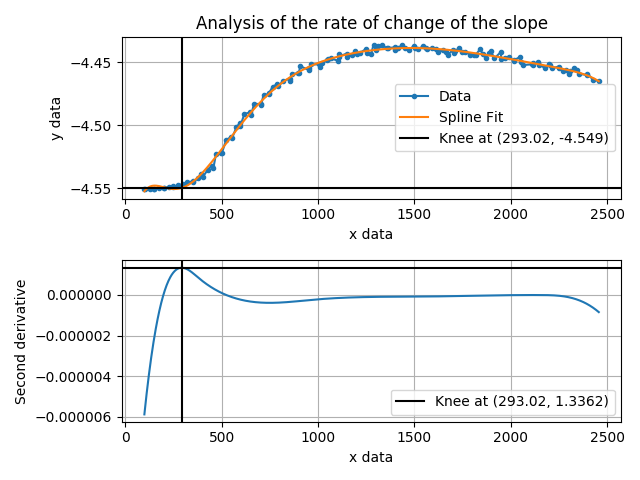 Analysis of the rate of change of the slope
−4.45
−4.50
−4.55
y data
Data
Spline Fit
Knee at (293.02, -4.549)
0 500 1000 1500 2000 2500
x data
0.000000
−0.000002
−0.000004
−0.000006
Second derivative
Knee at (293.02, 1.3362)
0 500 1000 1500 2000 2500
x data